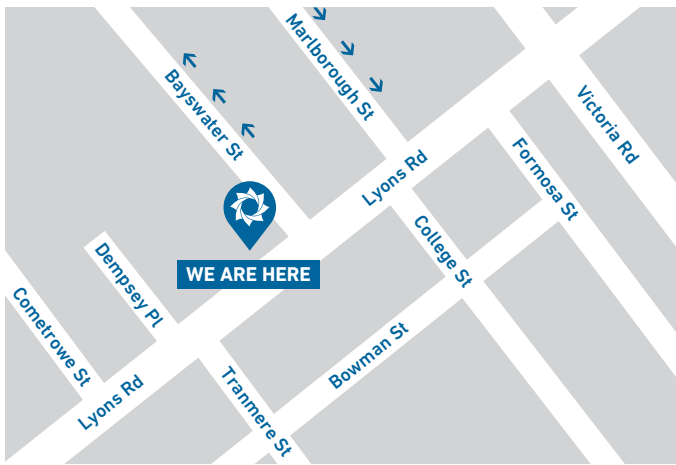 Marlborough St
Bayswater St
Victoria Rd
Lyons Rd
Formosa St
College St
WE ARE HERE
Dempsey Pl
Cometrowe St
Bowman St
Lyons Rd
Tranmere St